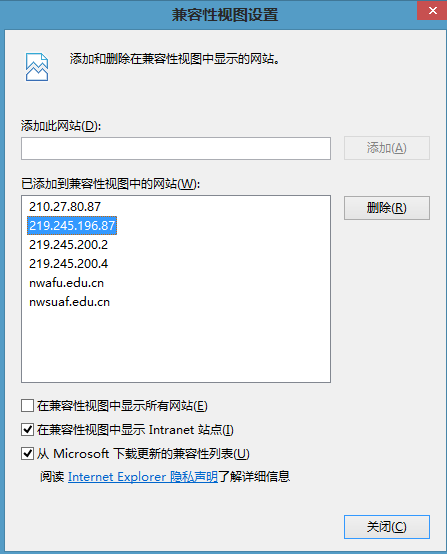 兼容性视图设置
添加和删除在兼容性视图中显示的网站。
添加此网站(D):
添加(A)
已添加到兼容性视图中的网站(W):
210.27.80.87
删除(R)
219.245.196.87
219.245.200.2
219.245.200.4
nwafu.edu.cn
nwsuaf.edu.cn
在兼容性视图中显示所有网站(E)
在兼容性视图中显示 Intranet 站点(I)
从 Microsoft 下载更新的兼容性列表(U)
阅读 Internet Explorer 隐私声明了解详细信息
关闭(C)